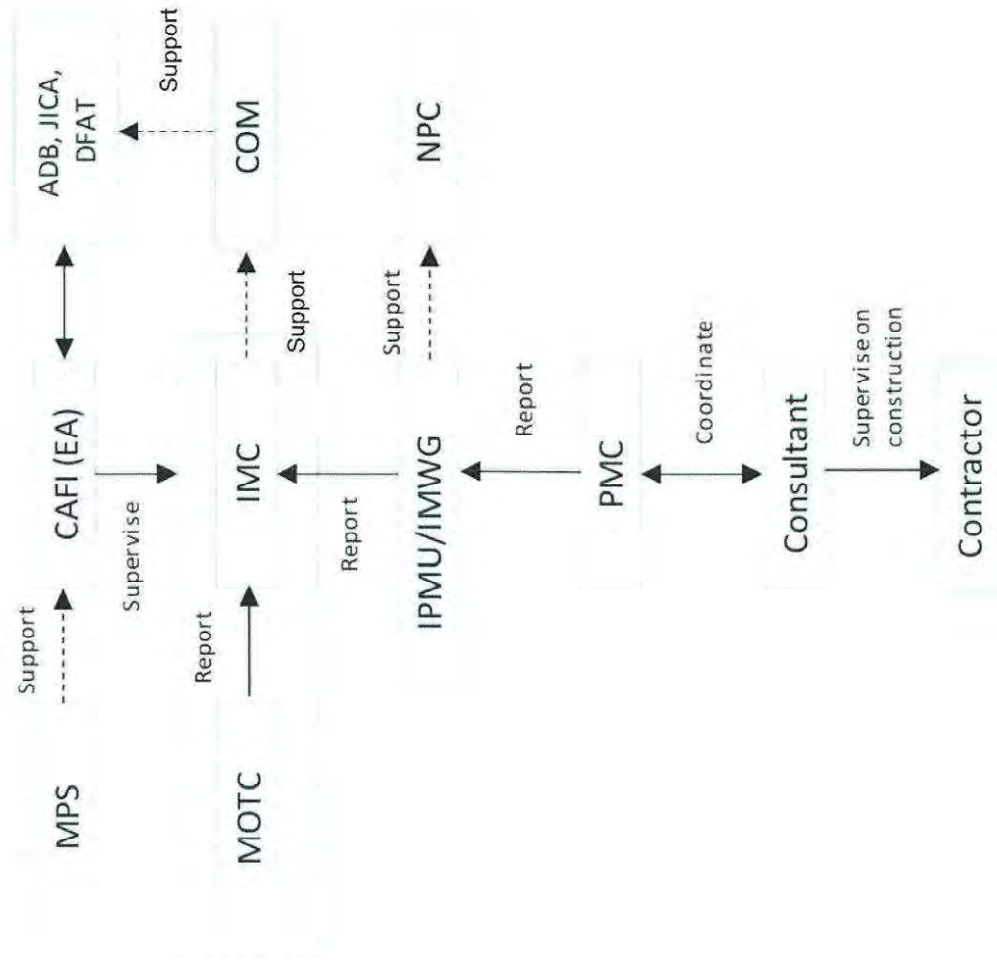 Support
MPS
CAFI (EA)
ADB, JICA,
DFAT
Supervise
Support
Report
MOTC
IMC
COM
Support
Report
Support
IPMU/IMWG
NPC
Report
PMC
Coordinate
Consultant
Supervise on
construction
Contractor